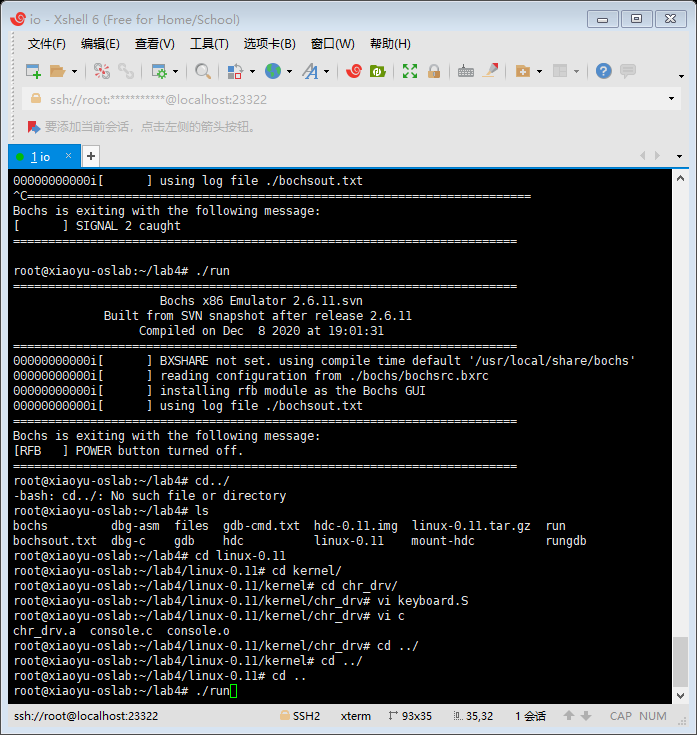 io - Xshell 6 (Free for Home/School)
文件(F) 编辑(E) 查看(V) 工具(T) 选项卡(B) 窗口(W) 帮助(H)
ssh://root:***********@localhost:23322
要添加当前会话，点击左侧的箭头按钮。
1 io × +
00000000000i[      ] using log file ./bochsout.txt
^C========================================================================
Bochs is exiting with the following message:
[      ] SIGNAL 2 caught
========================================================================
root@xiaoyu-oslab:~/lab4# ./run
========================================================================
                     Bochs x86 Emulator 2.6.11.svn
             Built from SVN snapshot after release 2.6.11
                  Compiled on Dec  8 2020 at 19:01:31
========================================================================
00000000000i[      ] BXSHARE not set. using compile time default '/usr/local/share/bochs'
00000000000i[      ] reading configuration from ./bochs/bochsrc.bxrc
00000000000i[      ] installing rfb module as the Bochs GUI
00000000000i[      ] using log file ./bochsout.txt
========================================================================
Bochs is exiting with the following message:
[RFB   ] POWER button turned off.
========================================================================
root@xiaoyu-oslab:~/lab4# cd../
-bash: cd../: No such file or directory
root@xiaoyu-oslab:~/lab4# ls
bochs         dbg-asm  files  gdb-cmd.txt  hdc-0.11.img  linux-0.11.tar.gz  run
bochsout.txt  dbg-c    gdb    hdc          linux-0.11    mount-hdc          rungdb
root@xiaoyu-oslab:~/lab4# cd linux-0.11
root@xiaoyu-oslab:~/lab4/linux-0.11# cd kernel/
root@xiaoyu-oslab:~/lab4/linux-0.11/kernel# cd chr_drv/
root@xiaoyu-oslab:~/lab4/linux-0.11/kernel/chr_drv# vi keyboard.S
root@xiaoyu-oslab:~/lab4/linux-0.11/kernel/chr_drv# vi c
chr_drv.a  console.c  console.o
root@xiaoyu-oslab:~/lab4/linux-0.11/kernel/chr_drv# cd ../
root@xiaoyu-oslab:~/lab4/linux-0.11/kernel# cd ../
root@xiaoyu-oslab:~/lab4/linux-0.11# cd ..
root@xiaoyu-oslab:~/lab4# ./run
ssh://root@localhost:23322 SSH2 xterm 93x35 35,32 1 会话 CAP NUM